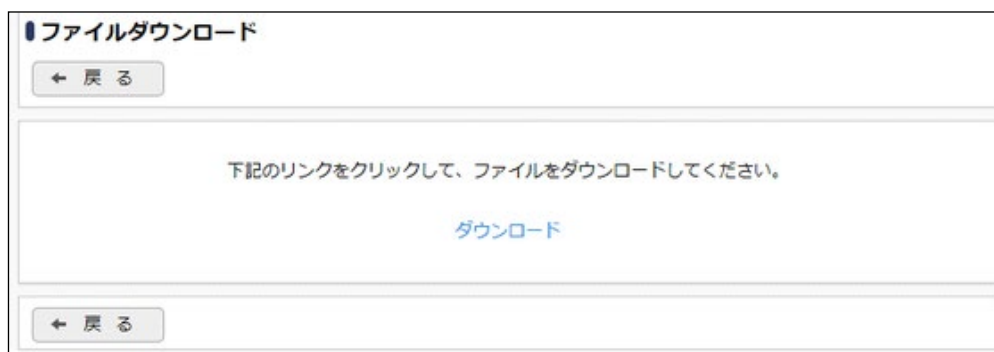 ファイルダウンロード
← 戻 る
下記のリンクをクリックして、ファイルをダウンロードしてください。
ダウンロード
← 戻 る